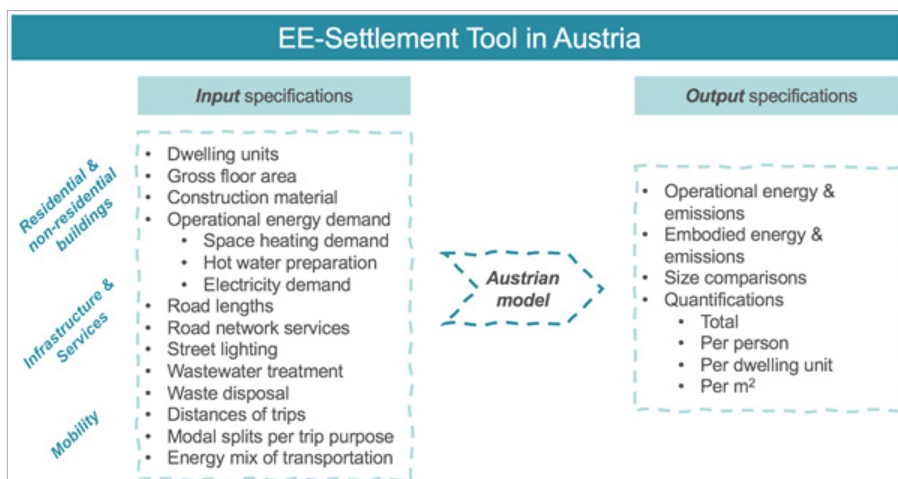 EE-Settlement Tool in Austria
Input specifications
Output specifications
Residential &
non-residential
buildings
Infrastructure &
Services
Mobility
• Dwelling units
• Gross floor area
• Construction material
• Operational energy demand
• Space heating demand
• Hot water preparation
• Electricity demand
• Road lengths
• Road network services
• Street lighting
• Wastewater treatment
• Waste disposal
• Distances of trips
• Modal splits per trip purpose
• Energy mix of transportation
Austrian
model
• Operational energy &
emissions
• Embodied energy &
emissions
• Size comparisons
• Quantifications
• Total
• Per person
• Per dwelling unit
• Per m²